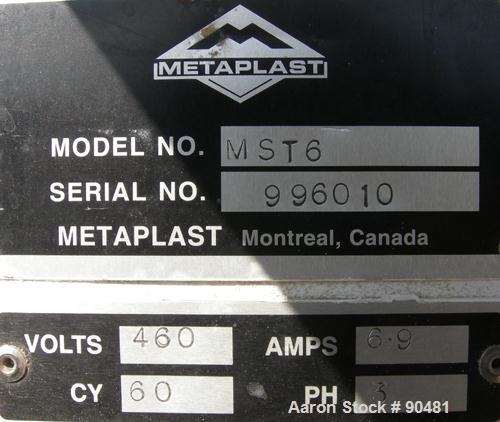 METAPLAST
MODEL NO. MST6
SERIAL NO. 996010
METAPLAST Montreal, Canada
VOLTS 460 AMPS 6.9
CY 60 PH 3
Aaron Stock # 90481